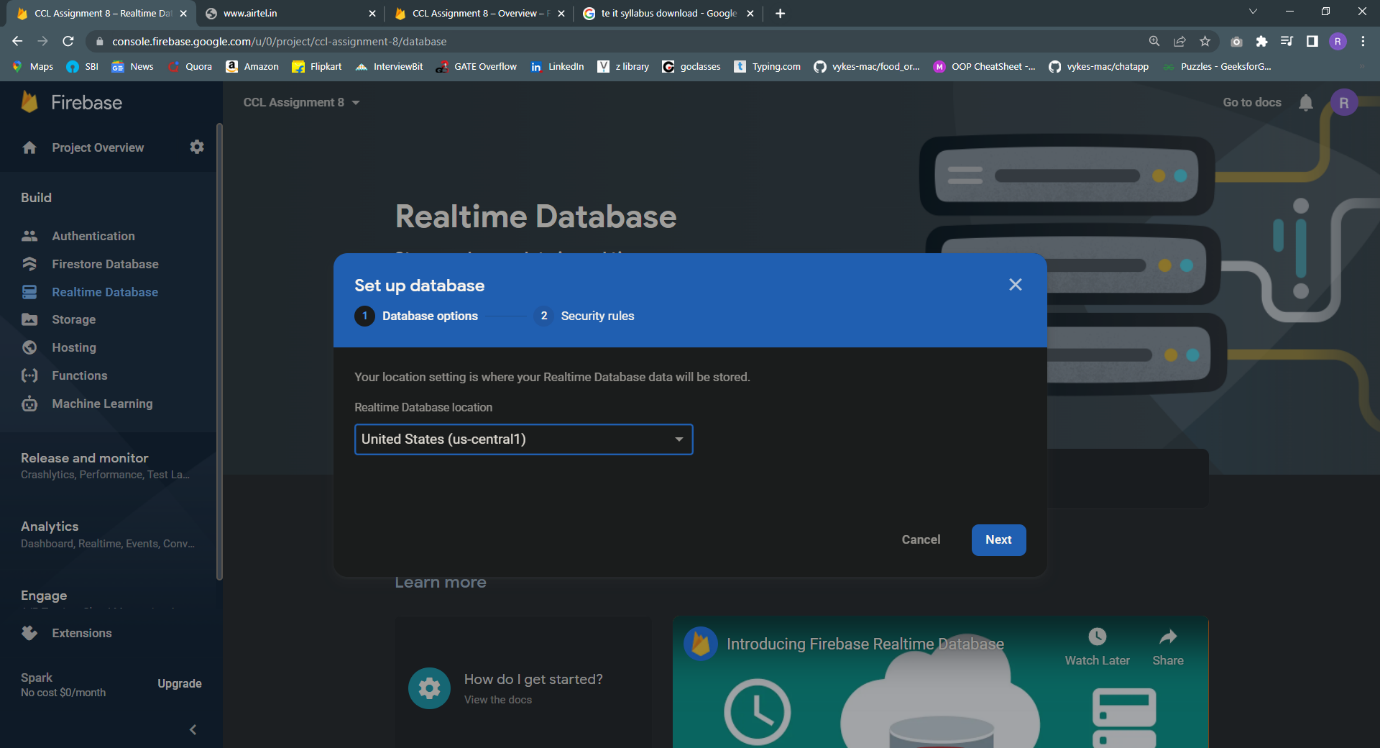 CCL Assignment 8 – Realtime Dat
www.airtel.in
CCL Assignment 8 – Overview – F
te it syllabus download - Google
console.firebase.google.com/u/0/project/ccl-assignment-8/database
R
Maps
SBI
News
Quora
Amazon
Flipkart
InterviewBit
GATE Overflow
LinkedIn
z library
goclasses
Typing.com
vykes-mac/food_or...
OOP CheatSheet -...
vykes-mac/chatapp
Puzzles - GeeksforG...
Firebase
CCL Assignment 8
Go to docs
R
Project Overview
Build
Authentication
Firestore Database
Realtime Database
Storage
Hosting
Functions
Machine Learning
Release and monitor
Crashlytics, Performance, Test La...
Analytics
Dashboard, Realtime, Events, Conv...
Engage
Extensions
Spark
No cost $0/month
Upgrade
Realtime Database
Set up database
1 Database options
2 Security rules
Your location setting is where your Realtime Database data will be stored.
Realtime Database location
United States (us-central1)
Cancel
Next
Learn more
How do I get started?
View the docs
Introducing Firebase Realtime Database
Watch Later
Share